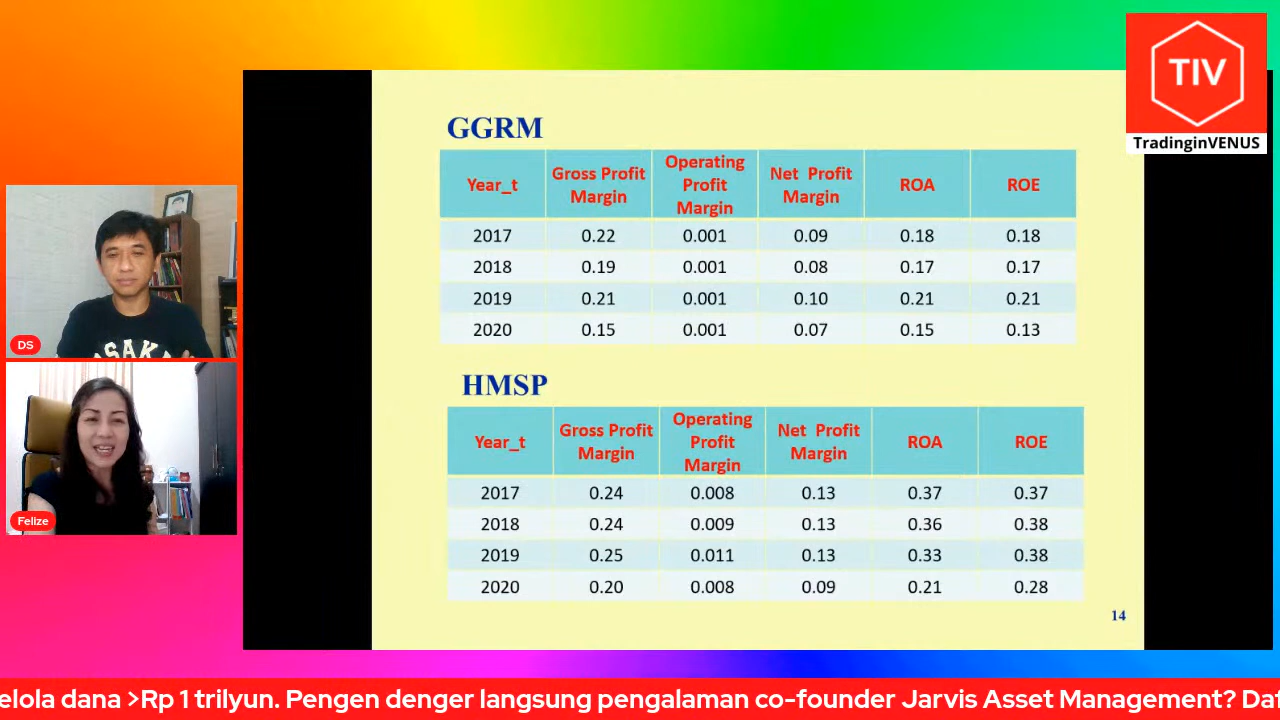 TIV
TradinginVENUS
GGRM
Year_t Gross Profit Margin Operating Profit Margin Net Profit Margin ROA ROE
2017 0.22 0.001 0.09 0.18 0.18
2018 0.19 0.001 0.08 0.17 0.17
2019 0.21 0.001 0.10 0.21 0.21
2020 0.15 0.001 0.07 0.15 0.13
HMSP
Year_t Gross Profit Margin Operating Profit Margin Net Profit Margin ROA ROE
2017 0.24 0.008 0.13 0.37 0.37
2018 0.24 0.009 0.13 0.36 0.38
2019 0.25 0.011 0.13 0.33 0.38
2020 0.20 0.008 0.09 0.21 0.28
14
DS
Felize
elola dana >Rp 1 trilyun. Pengen denger langsung pengalaman co-founder Jarvis Asset Management? Dat